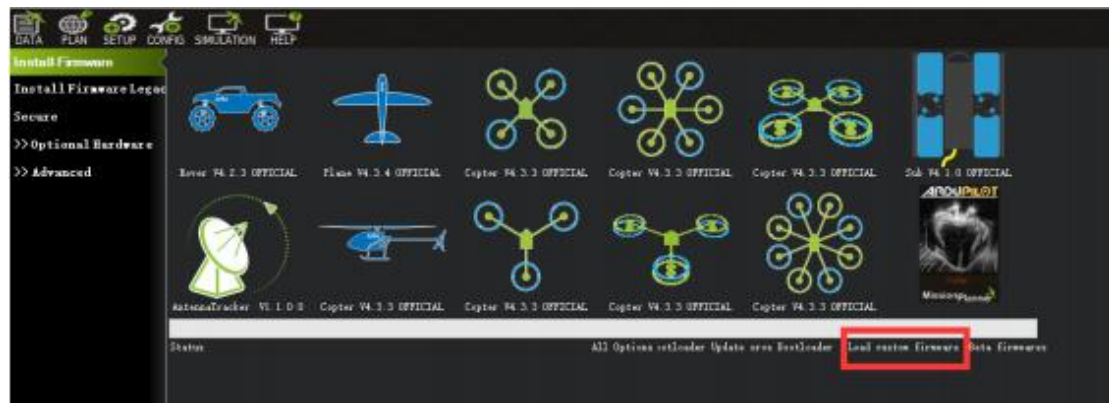 DATA PLAN SETUP CONFIG SIMULATION HELP
Install Firmware
Install Firmware Legac
Secure
>> Optional Hardware
>> Advanced
Rover V4.2.3 OFFICIAL Plane V4.3.4 OFFICIAL Copter V4.3.3 OFFICIAL Copter V4.3.3 OFFICIAL Copter V4.3.3 OFFICIAL Sub V4.1.0 OFFICIAL
ARDUPILOT
Mission Planner
AntennaTracker V1.1.0.0 Copter V4.3.3 OFFICIAL Copter V4.3.3 OFFICIAL Copter V4.3.3 OFFICIAL Copter V4.3.3 OFFICIAL
Status All Options Update Bootloader Load custom firmware Beta firmwares